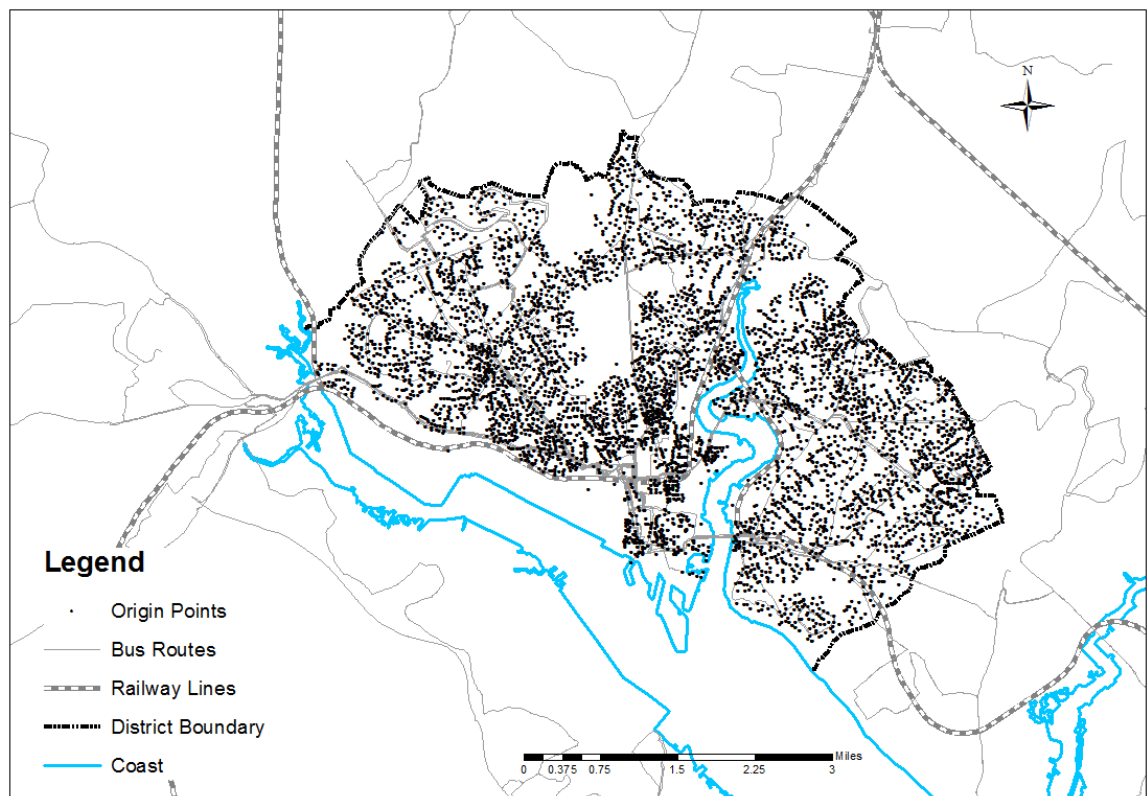 N
Legend
Origin Points
Bus Routes
Railway Lines
District Boundary
Coast
Miles
0 0.375 0.75 1.5 2.25 3